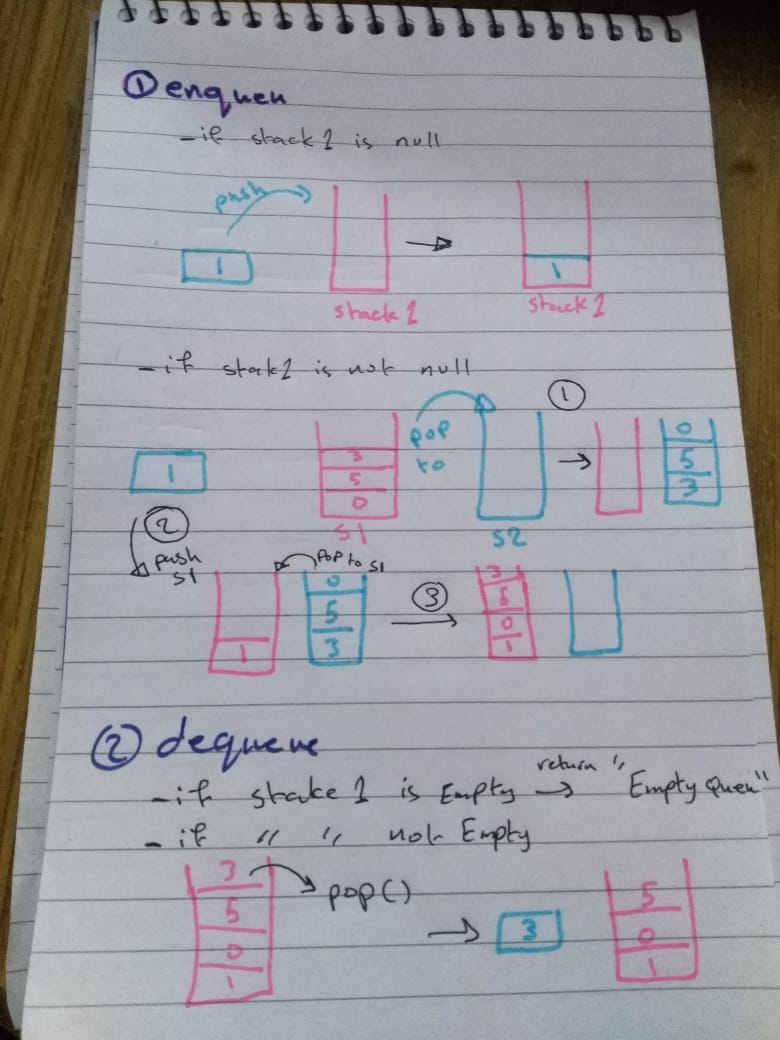 ① enqueu
- if stack 1 is null
push
1
1
stack 1
stack 1
- if stak1 is not null
①
pop
to
0
5
3
1
3
5
0
S1
S2
②
push
S1
pop to S1
③
0
5
3
1
3
5
0
1
② dequeue
- if stake 1 is Empty → return "Empty Queu"
- if " " not Empty
3
5
0
1
pop()
3
5
0
1